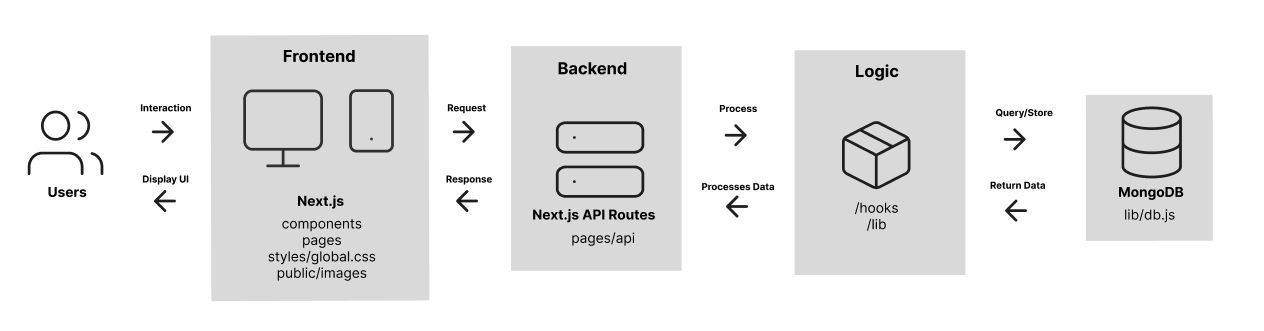 Users
Interaction
Display UI
Frontend
Next.js
components
pages
styles/global.css
public/images
Request
Response
Backend
Next.js API Routes
pages/api
Process
Processes Data
Logic
/hooks
/lib
Query/Store
Return Data
MongoDB
lib/db.js